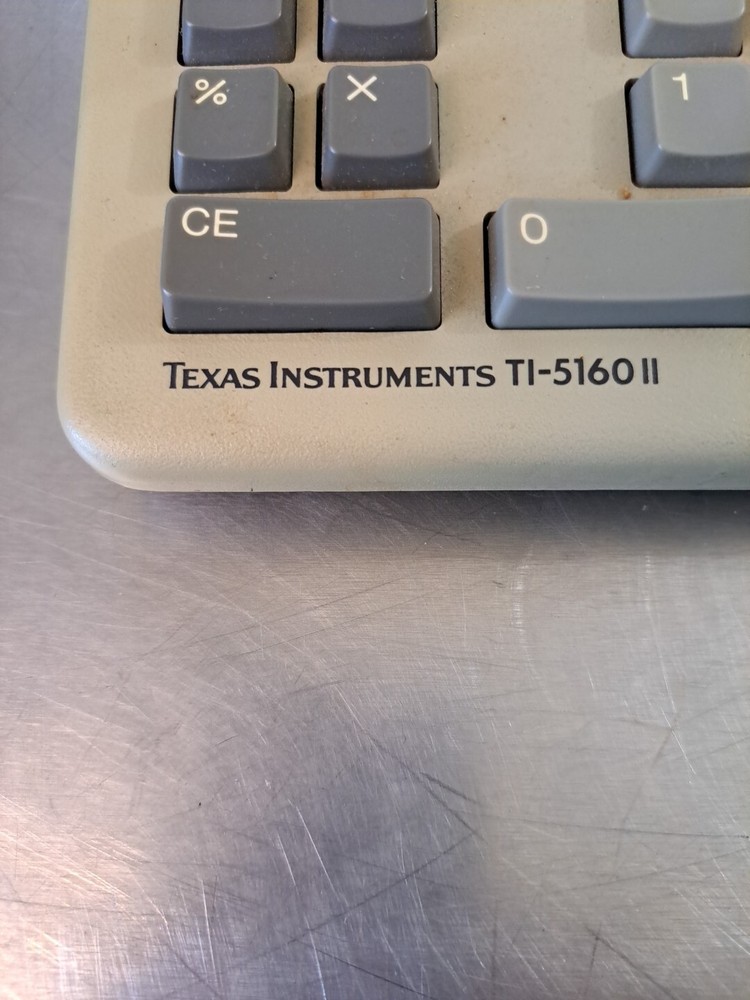 % X 1
CE 0
TEXAS INSTRUMENTS TI-5160 II